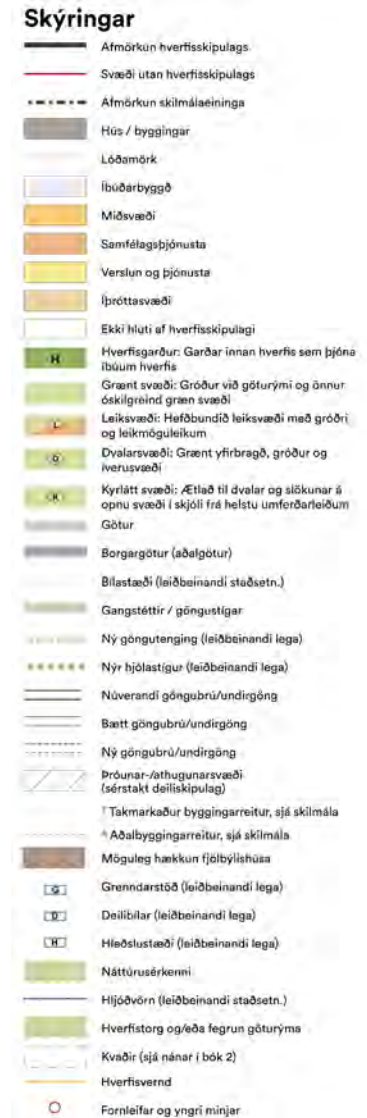 Skýringar
Afmörkun hverfisskipulags
Svæði utan hverfisskipulags
Afmörkun skilmálaeininga
Hús / byggingar
Lóðamörk
Íbúðarbyggð
Miðsvæði
Samfélagsþjónusta
Verslun og þjónusta
Íþróttasvæði
Ekki hluti af hverfisskipulagi
H Hverfisgarður: Garðar innan hverfis sem þjóna
íbúum hverfis
Grænt svæði: Gróður við göturými og önnur
óskilgreind græn svæði
L Leiksvæði: Hefðbundið leiksvæði með gróðri
og leikmöguleikum
D Dvalarsvæði: Grænt yfirbragð, gróður og
íverusvæði
K Kyrlátt svæði: Ætlað til dvalar og slökunar á
opnu svæði í skjóli frá helstu umferðarleiðum
Götur
Borgargötur (aðalgötur)
Bílastæði (leiðbeinandi staðsetn.)
Gangstéttir / göngustígar
Ný göngutenging (leiðbeinandi lega)
Nýr hjólastígur (leiðbeinandi lega)
Núverandi göngubrú/undirgöng
Bætt göngubrú/undirgöng
Ný göngubrú/undirgöng
Þróunar-/athugunarsvæði
(sérstakt deiliskipulag)
T Takmarkaður byggingarreitur, sjá skilmála
A Aðalbyggingarreitur, sjá skilmála
Möguleg hækkun fjölbýlishúsa
G Grenndarstöð (leiðbeinandi lega)
D Deilibílar (leiðbeinandi lega)
H Hleðslustæði (leiðbeinandi lega)
Náttúrusérkenni
Hljóðvörn (leiðbeinandi staðsetn.)
Hverfistorg og/eða fegrun göturýma
Kvaðir (sjá nánar í bók 2)
Hverfisvernd
Fornleifar og yngri minjar